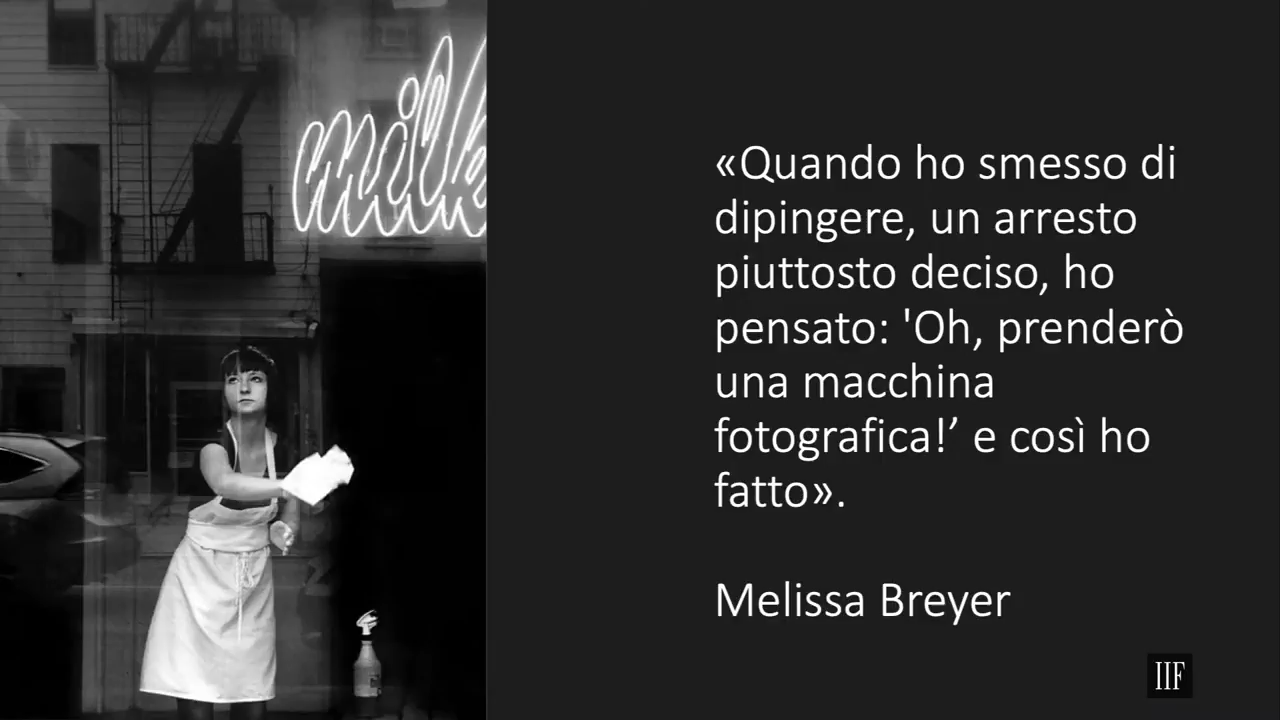 milk
«Quando ho smesso di
dipingere, un arresto
piuttosto deciso, ho
pensato: 'Oh, prenderò
una macchina
fotografica!’ e così ho
fatto».
Melissa Breyer
IIF